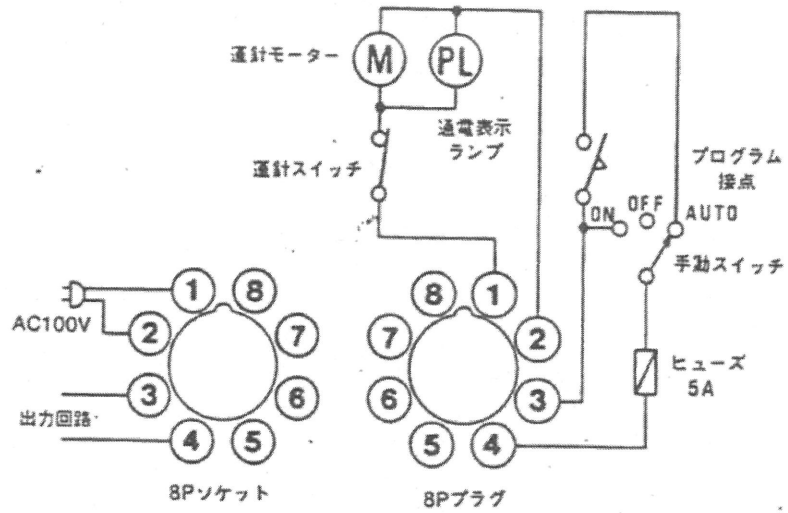 運針モーター
M
PL
通電表示
ランプ
運針スイッチ
プログラム
接点
ON
OFF
AUTO
手動スイッチ
ヒューズ
5A
AC100V
出力回路
1
8
2
7
3
6
4
5
8Pソケット
8
1
7
2
6
3
5
4
8Pプラグ